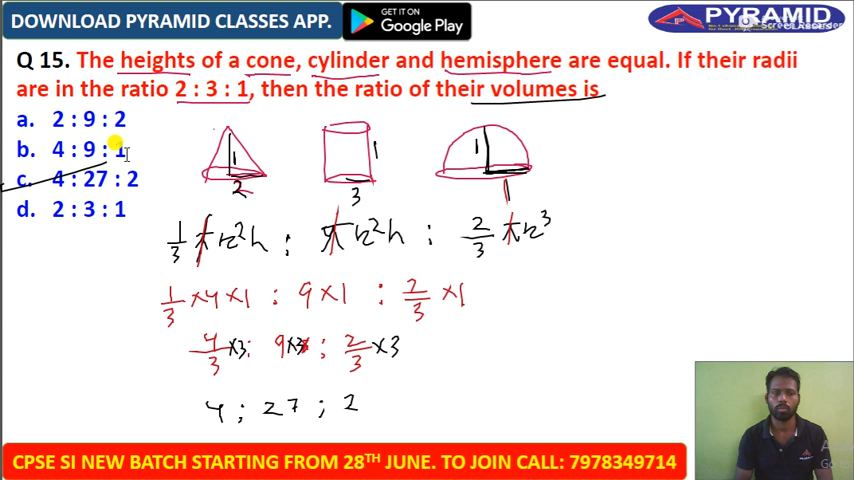 DOWNLOAD PYRAMID CLASSES APP.
GET IT ON
Google Play
PYRAMID
Screen Recorder
Q 15. The heights of a cone, cylinder and hemisphere are equal. If their radii
are in the ratio 2 : 3 : 1, then the ratio of their volumes is
a. 2 : 9 : 2
b. 4 : 9 : 1
c. 4 : 27 : 2
d. 2 : 3 : 1
1 1 1
2 3 1
1/3 πr²h : πr²h : 2/3 πr³
1/3 ×4×1 : 9×1 : 2/3 ×1
4/3 ×3 : 9×3 : 2/3 ×3
4 : 27 : 2
CPSE SI NEW BATCH STARTING FROM 28TH JUNE. TO JOIN CALL: 7978349714